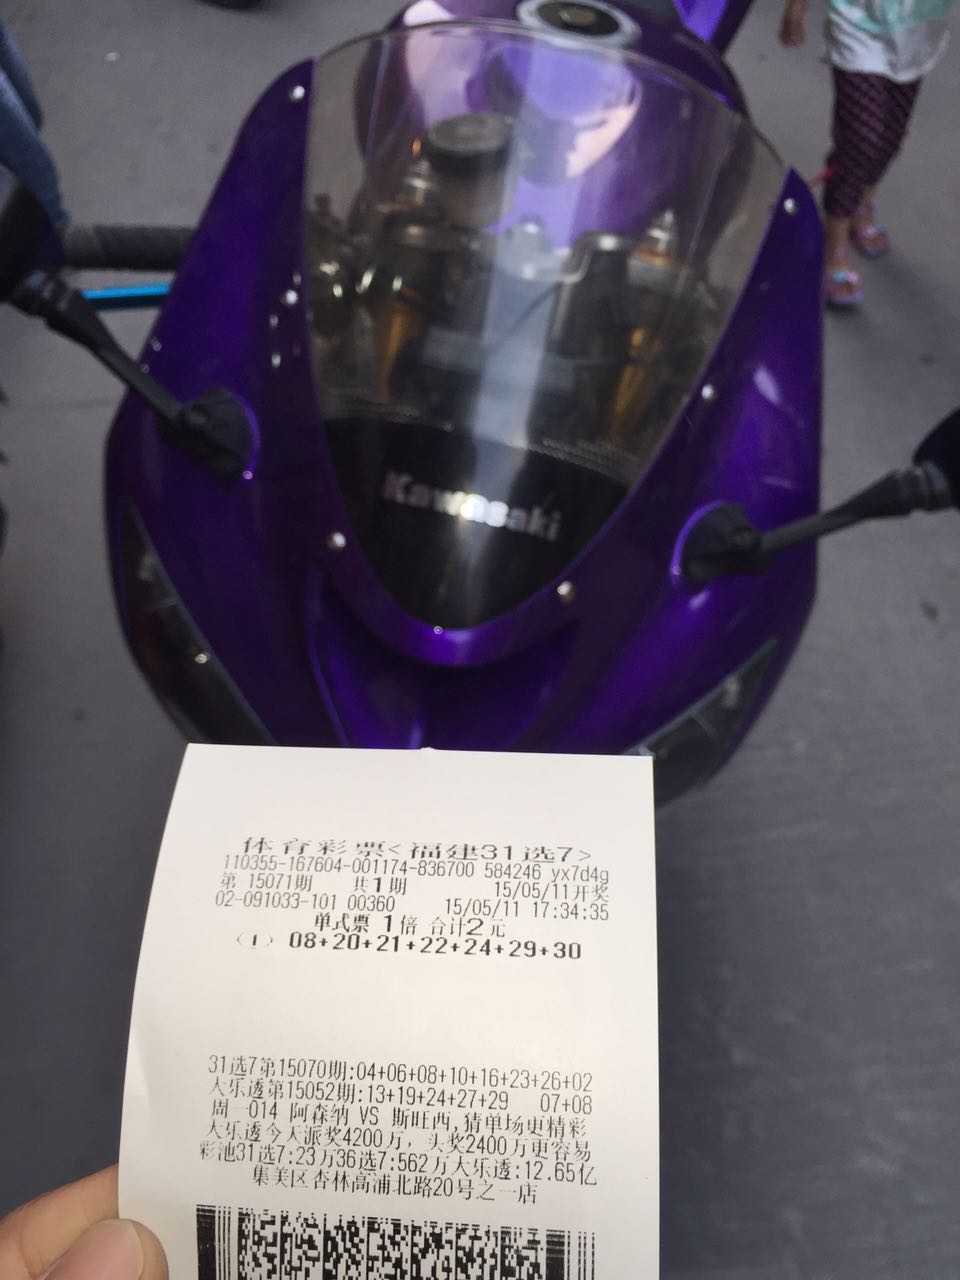 Kawasaki
体育彩票<福建31选7>
110355-167604-001174-836700 584246 yx7d4g
第 15071期 共1期 15/05/11开奖
02-091033-101 00360 15/05/11 17:34:35
单式票 1倍 合计2元
(1) 08+20+21+22+24+29+30
31选7第15070期:04+06+08+10+16+23+26+02
大乐透第15052期:13+19+24+27+29 07+08
周一014 阿森纳 VS 斯旺西,猜单场更精彩
大乐透今天派奖4200万，头奖2400万更容易
彩池31选7:23万36选7:562万大乐透:12.65亿
集美区杏林高浦北路20号之一店